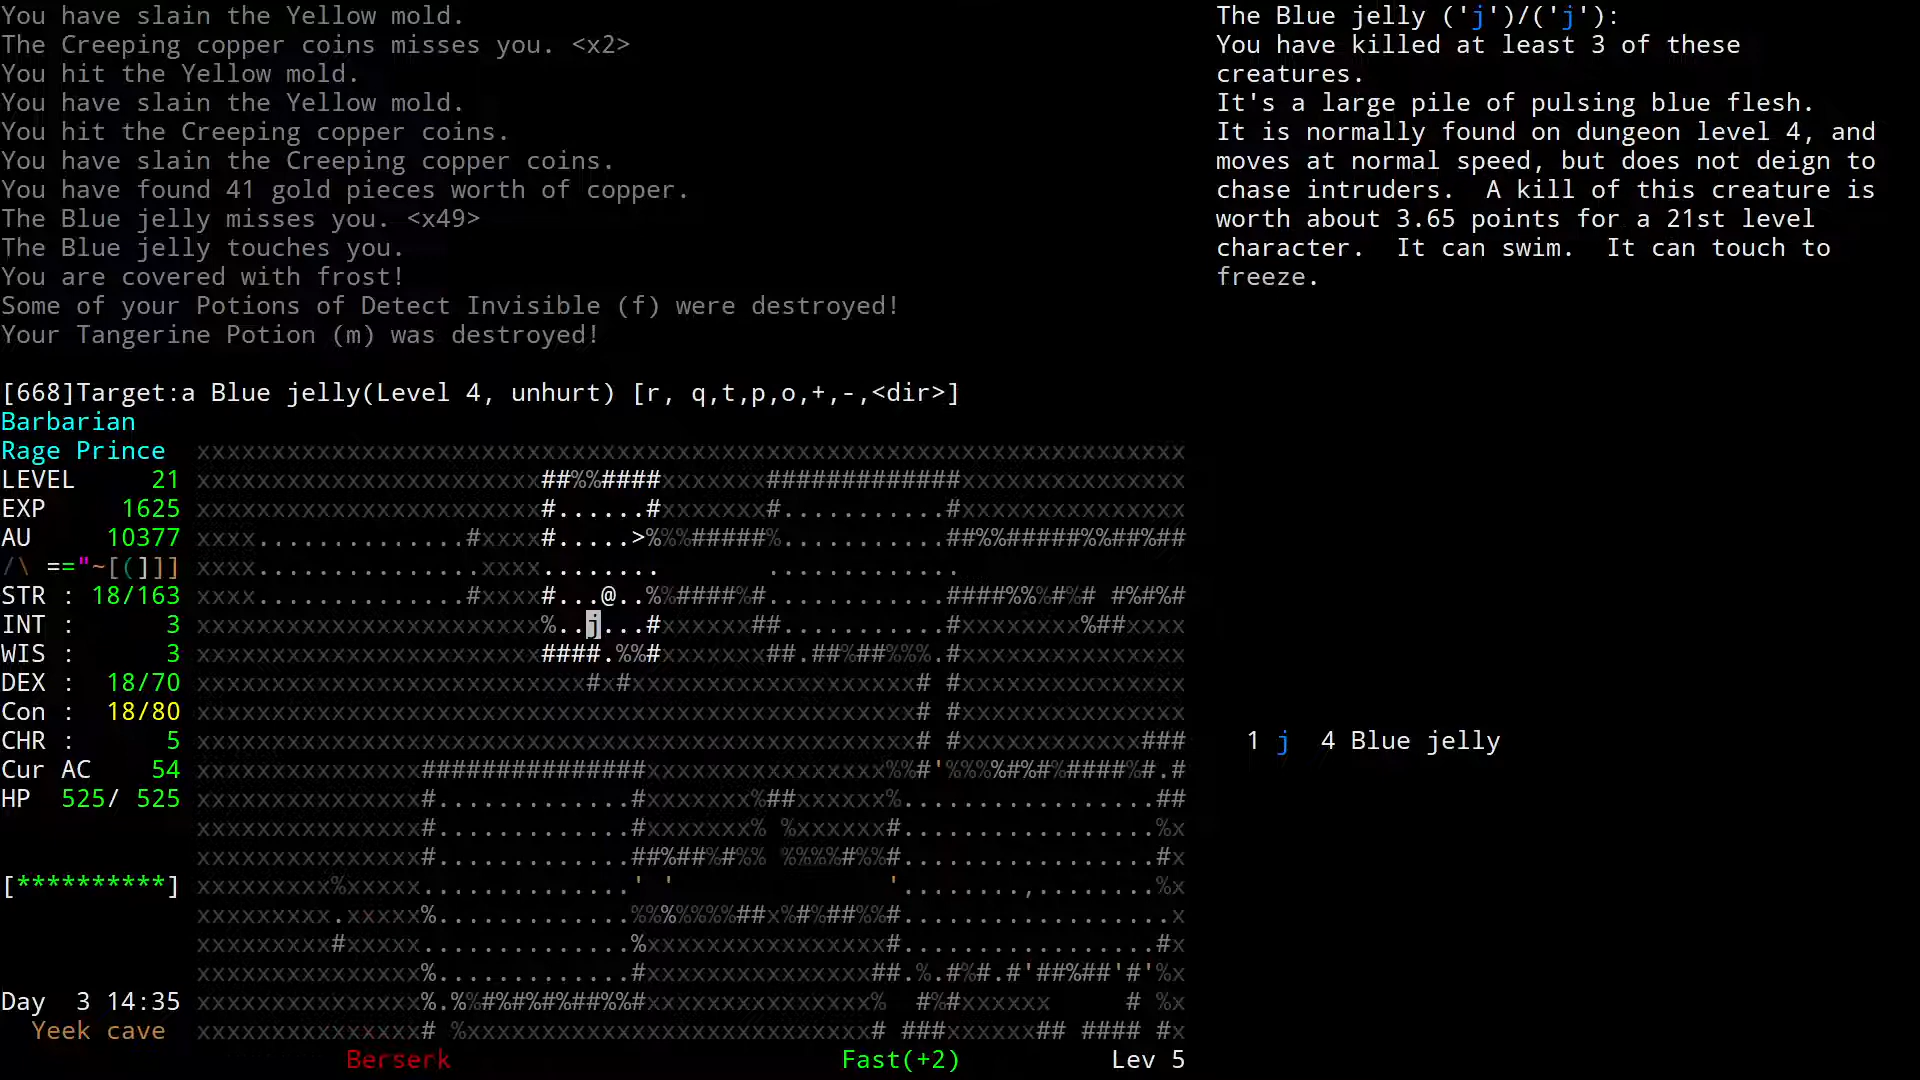 You have slain the Yellow mold.
The Creeping copper coins misses you. <x2>
You hit the Yellow mold.
You have slain the Yellow mold.
You hit the Creeping copper coins.
You have slain the Creeping copper coins.
You have found 41 gold pieces worth of copper.
The Blue jelly misses you. <x49>
The Blue jelly touches you.
You are covered with frost!
Some of your Potions of Detect Invisible (f) were destroyed!
Your Tangerine Potion (m) was destroyed!
The Blue jelly ('j')/('j'):
You have killed at least 3 of these
creatures.
It's a large pile of pulsing blue flesh.
It is normally found on dungeon level 4, and
moves at normal speed, but does not deign to
chase intruders.  A kill of this creature is
worth about 3.65 points for a 21st level
character.  It can swim.  It can touch to
freeze.
[668]Target:a Blue jelly(Level 4, unhurt) [r, q,t,p,o,+,-,<dir>]
Barbarian
Rage Prince
LEVEL 21
EXP 1625
AU 10377
/\ =="~[(]]]
STR : 18/163
INT : 3
WIS : 3
DEX : 18/70
Con : 18/80
CHR : 5
Cur AC 54
HP 525/ 525
[**********]
Day 3 14:35
Yeek cave
1 j 4 Blue jelly
Berserk
Fast(+2)
Lev 5